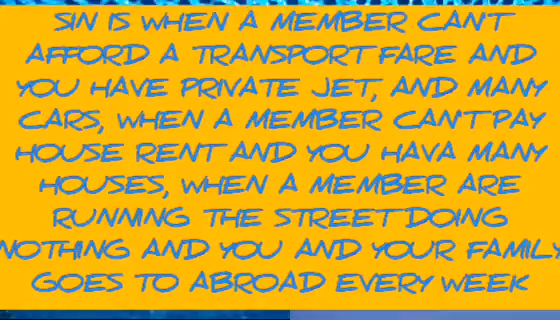 SIN IS WHEN A MEMBER CAN'T
AFFORD A TRANSPORT FARE AND
YOU HAVE PRIVATE JET, AND MANY
CARS, WHEN A MEMBER CAN'T PAY
HOUSE RENT AND YOU HAVA MANY
HOUSES, WHEN A MEMBER ARE
RUNNING THE STREET DOING
NOTHING AND YOU AND YOUR FAMILY
GOES TO ABROAD EVERY WEEK